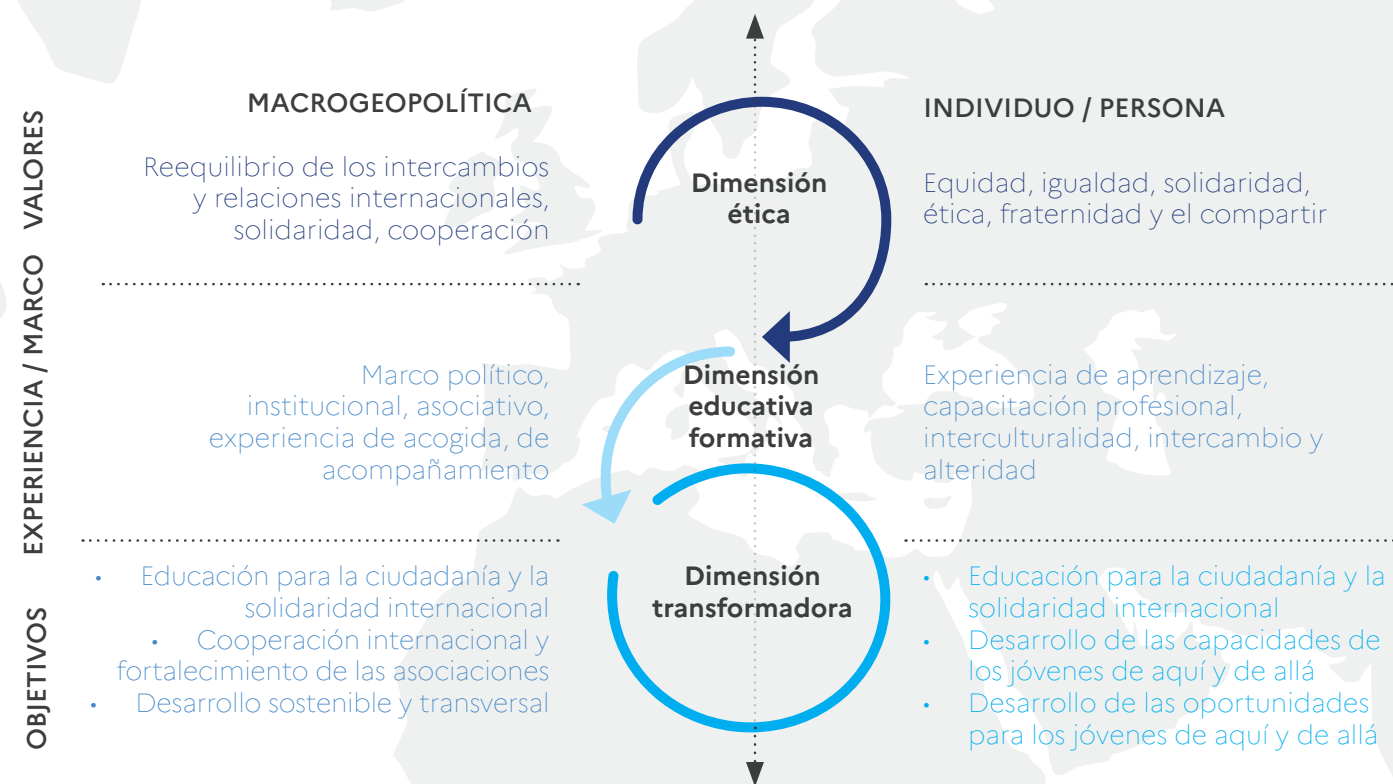 MACROGEOPOLÍTICA
INDIVIDUO / PERSONA
VALORES
Reequilibrio de los intercambios
y relaciones internacionales,
solidaridad, cooperación
Dimensión
ética
Equidad, igualdad, solidaridad,
ética, fraternidad y el compartir
EXPERIENCIA / MARCO
Marco político,
institucional, asociativo,
experiencia de acogida, de
acompañamiento
Dimensión
educativa
formativa
Experiencia de aprendizaje,
capacitación profesional,
interculturalidad, intercambio y
alteridad
OBJETIVOS
• Educación para la ciudadanía y la
solidaridad internacional
• Cooperación internacional y
fortalecimiento de las asociaciones
• Desarrollo sostenible y transversal
Dimensión
transformadora
• Educación para la ciudadanía y la
solidaridad internacional
• Desarrollo de las capacidades de
los jóvenes de aquí y de allá
• Desarrollo de las oportunidades
para los jóvenes de aquí y de allá